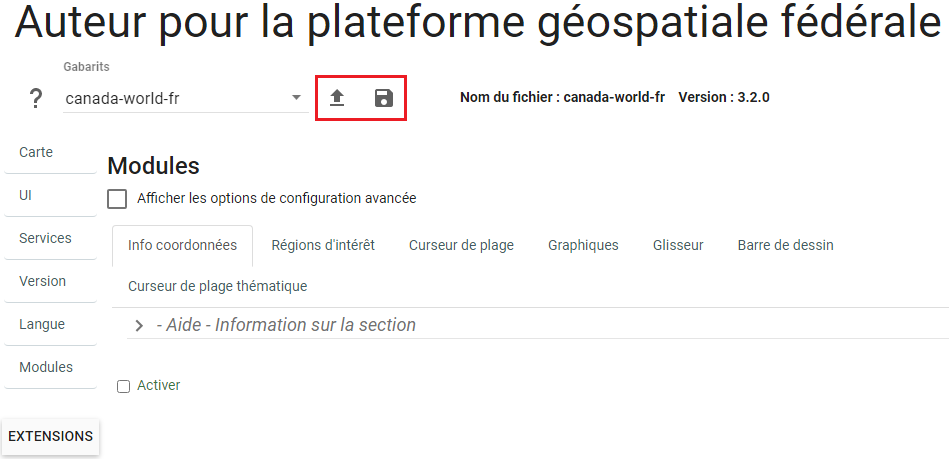 Auteur pour la plateforme géospatiale fédérale
Gabarits
? canada-world-fr
Nom du fichier : canada-world-fr Version : 3.2.0
Carte
UI
Services
Version
Langue
Modules
EXTENSIONS
Modules
Afficher les options de configuration avancée
Info coordonnées Régions d'intérêt Curseur de plage Graphiques Glisseur Barre de dessin
Curseur de plage thématique
- Aide - Information sur la section
Activer